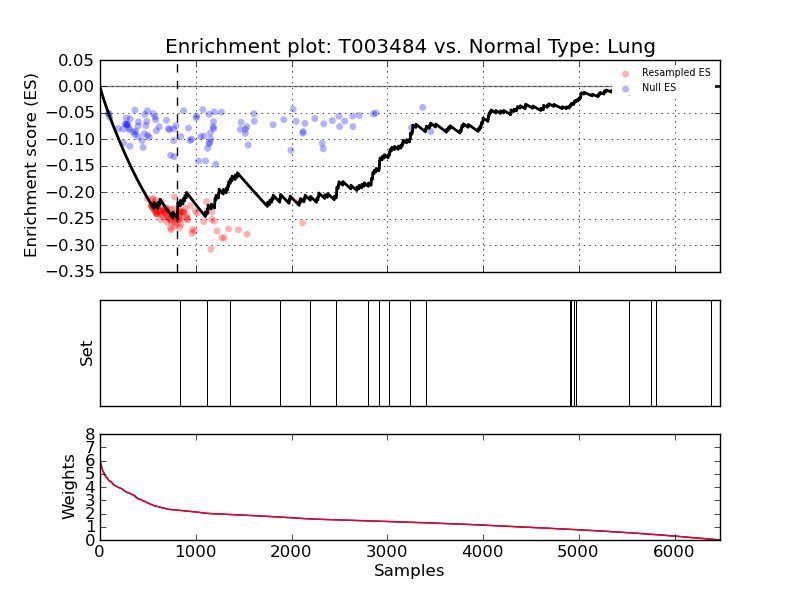 Enrichment plot: T003484 vs. Normal Type: Lung
Enrichment score (ES)
0.05
0.00
−0.05
−0.10
−0.15
−0.20
−0.25
−0.30
−0.35
Resampled ES
Null ES
Set
Weights
8
7
6
5
4
3
2
1
0
0 1000 2000 3000 4000 5000 6000
Samples